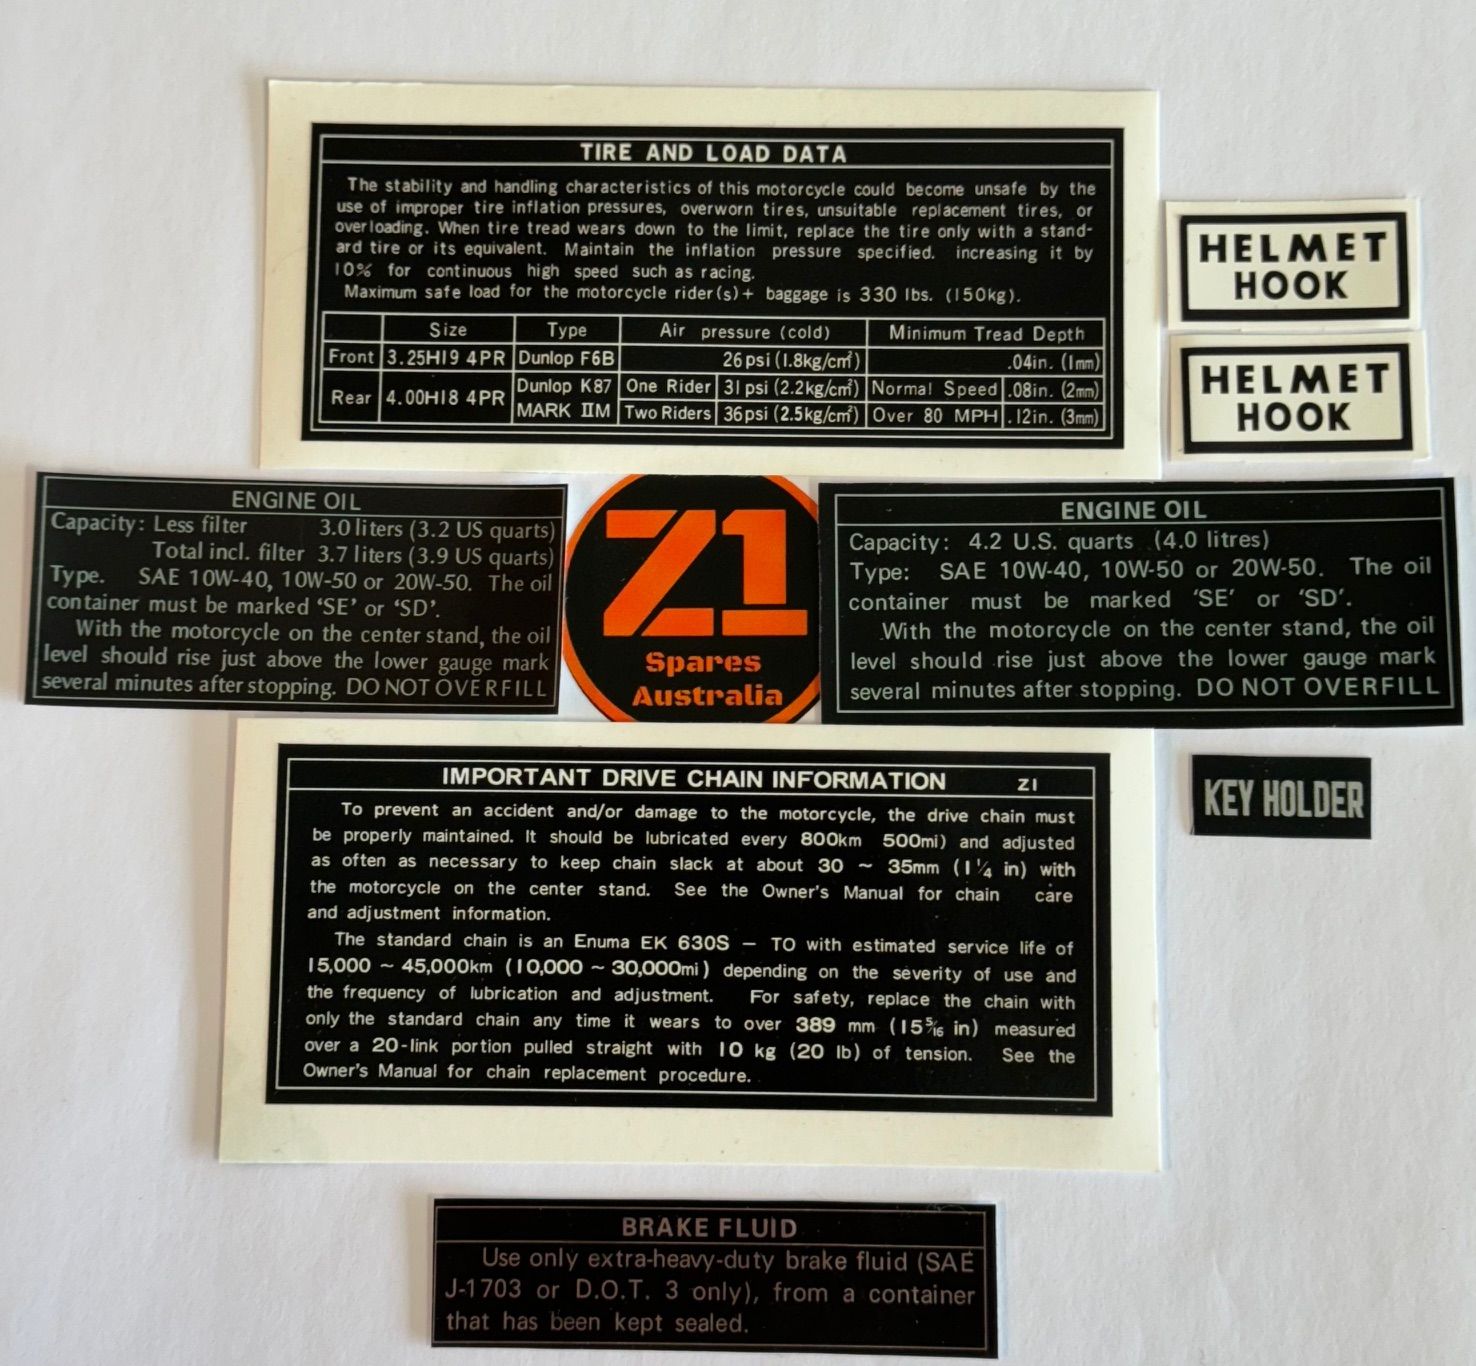 TIRE AND LOAD DATA
The stability and handling characteristics of this motorcycle could become unsafe by the
use of improper tire inflation pressures, overworn tires, unsuitable replacement tires, or
overloading. When tire tread wears down to the limit, replace the tire only with a stand-
ard tire or its equivalent. Maintain the inflation pressure specified. increasing it by
10% for continuous high speed such as racing.
Maximum safe load for the motorcycle rider(s)+ baggage is 330 lbs. (150kg).
Size Type Air pressure (cold) Minimum Tread Depth
Front 3.25H19 4PR Dunlop F6B 26psi (1.8kg/cm²) .04in. (1mm)
Rear 4.00H18 4PR Dunlop K87 MARK IIM One Rider 31psi (2.2kg/cm²) Normal Speed .08in. (2mm)
Two Riders 36psi (2.5kg/cm²) Over 80 MPH .12in. (3mm)
HELMET
HOOK
HELMET
HOOK
ENGINE OIL
Capacity: Less filter 3.0 liters (3.2 US quarts)
Total incl. filter 3.7 liters (3.9 US quarts)
Type. SAE 10W-40, 10W-50 or 20W-50. The oil
container must be marked ‘SE’ or ‘SD’.
With the motorcycle on the center stand, the oil
level should rise just above the lower gauge mark
several minutes after stopping. DO NOT OVERFILL
Z1
Spares
Australia
ENGINE OIL
Capacity: 4.2 U.S. quarts (4.0 litres)
Type: SAE 10W-40, 10W-50 or 20W-50. The oil
container must be marked ‘SE’ or ‘SD’.
With the motorcycle on the center stand, the oil
level should rise just above the lower gauge mark
several minutes after stopping. DO NOT OVERFILL
IMPORTANT DRIVE CHAIN INFORMATION Z1
To prevent an accident and/or damage to the motorcycle, the drive chain must
be properly maintained. It should be lubricated every 800km 500mi) and adjusted
as often as necessary to keep chain slack at about 30 ~ 35mm (1 1/4 in) with
the motorcycle on the center stand. See the Owner's Manual for chain care
and adjustment information.
The standard chain is an Enuma EK 630S – TO with estimated service life of
15,000 ~ 45,000km (10,000 ~ 30,000mi) depending on the severity of use and
the frequency of lubrication and adjustment. For safety, replace the chain with
only the standard chain any time it wears to over 389 mm (15 5/16 in) measured
over a 20-link portion pulled straight with 10 kg (20 lb) of tension. See the
Owner's Manual for chain replacement procedure.
KEY HOLDER
BRAKE FLUID
Use only extra-heavy-duty brake fluid (SAE
J-1703 or D.O.T. 3 only), from a container
that has been kept sealed.